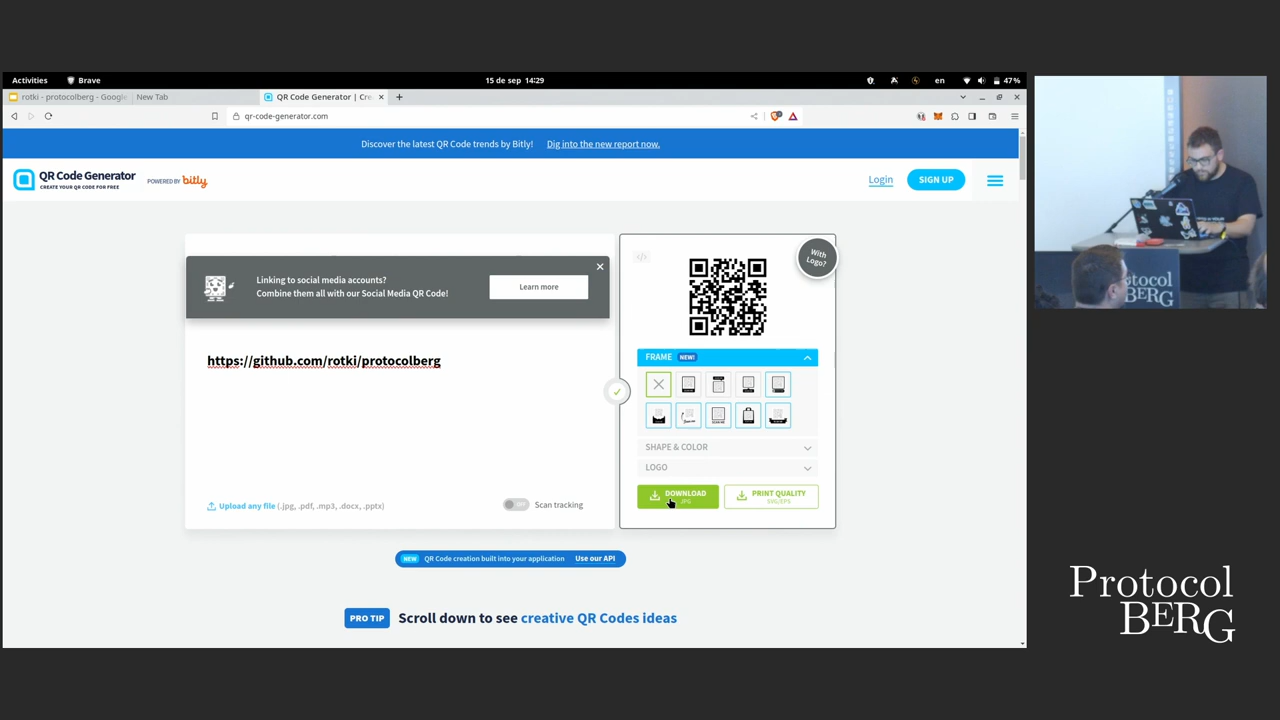 Activities Brave 15 de sep 14:29 en 47%
rotki - protocolberg - Google New Tab QR Code Generator | Cre
qr-code-generator.com
Discover the latest QR Code trends by Bitly! Dig into the new report now.
QR Code Generator
CREATE YOUR QR CODE FOR FREE
POWERED BY bitly
Login SIGN UP
Linking to social media accounts?
Combine them all with our Social Media QR Code!
Learn more
With
Logo?
https://github.com/rotki/protocolberg
FRAME NEW!
SHAPE & COLOR
LOGO
DOWNLOAD
JPG
PRINT QUALITY
SVG/EPS
Upload any file (.jpg, .pdf, .mp3, .docx, .pptx)
Scan tracking
NEW QR Code creation built into your application Use our API
PRO TIP Scroll down to see creative QR Codes ideas
PROTOCOL
BERG
Protocol
BERG